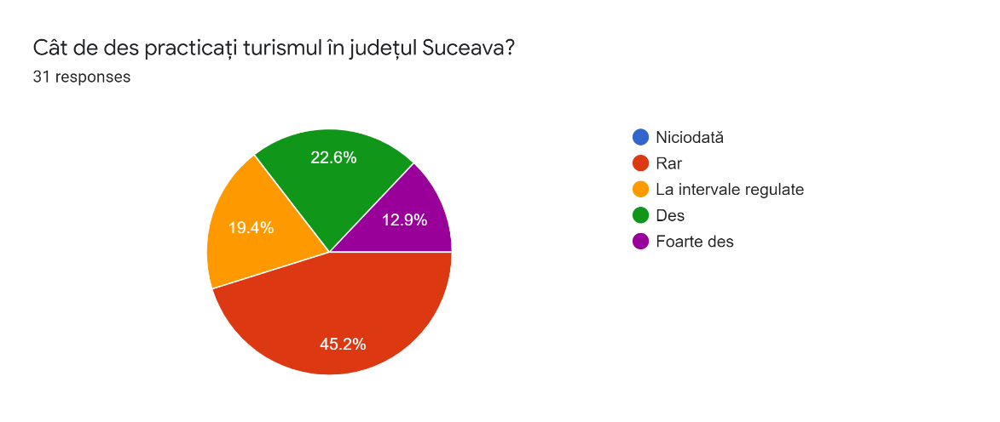 Cât de des practicați turismul în județul Suceava?
31 responses
22.6%
12.9%
19.4%
45.2%
Niciodată
Rar
La intervale regulate
Des
Foarte des